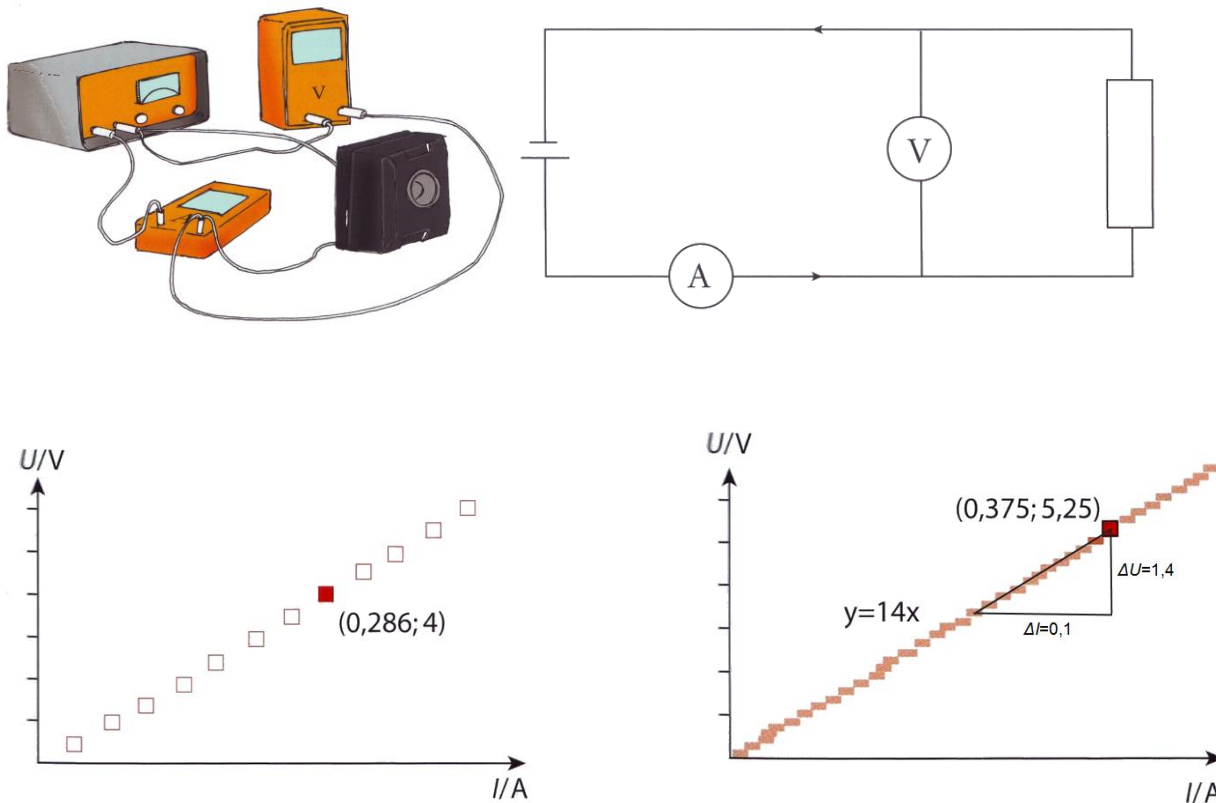 V
V
A
U/V
(0,286; 4)
I/A
U/V
(0,375; 5,25)
ΔU=1,4
y=14x
ΔI=0,1
I/A